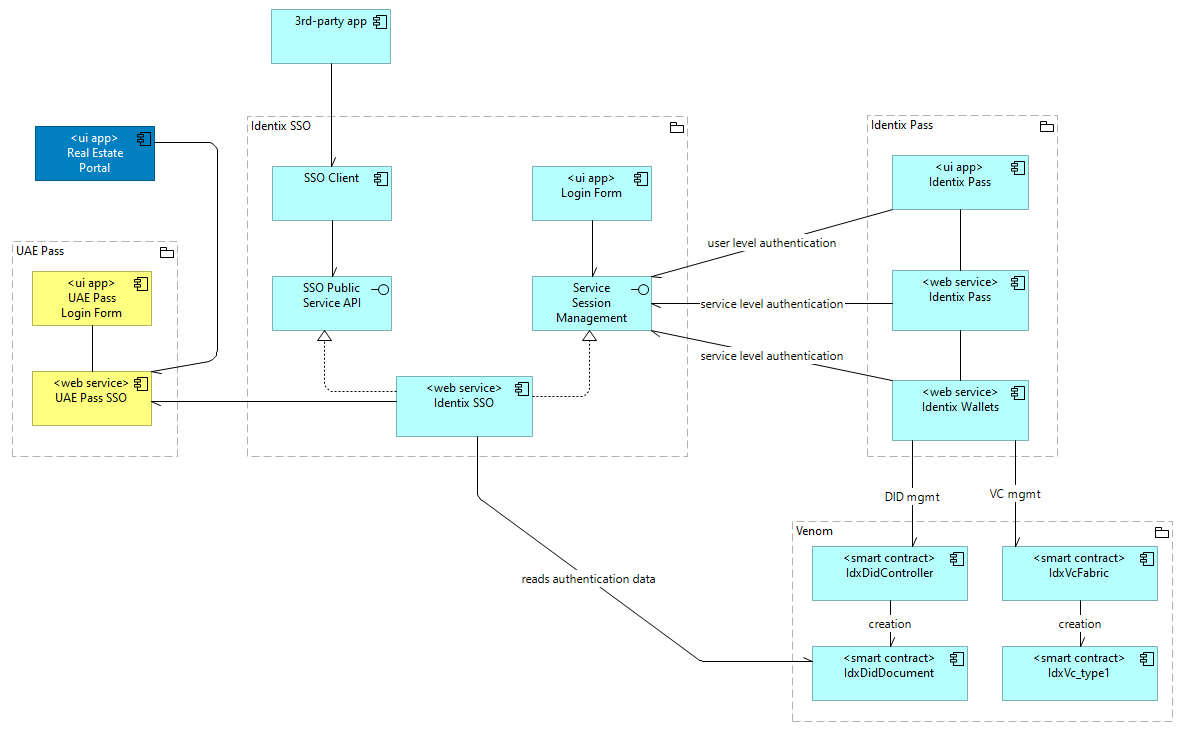 3rd-party app
Identix SSO
Identix Pass
<ui app>
Real Estate
Portal
SSO Client
<ui app>
Login Form
<ui app>
Identix Pass
user level authentication
UAE Pass
<ui app>
UAE Pass
Login Form
SSO Public
Service API
Service
Session
Management
service level authentication
<web service>
Identix Pass
service level authentication
<web service>
UAE Pass SSO
<web service>
Identix SSO
<web service>
Identix Wallets
DID mgmt
VC mgmt
Venom
<smart contract>
IdxDidController
<smart contract>
IdxVcFabric
reads authentication data
creation
creation
<smart contract>
IdxDidDocument
<smart contract>
IdxVc_type1